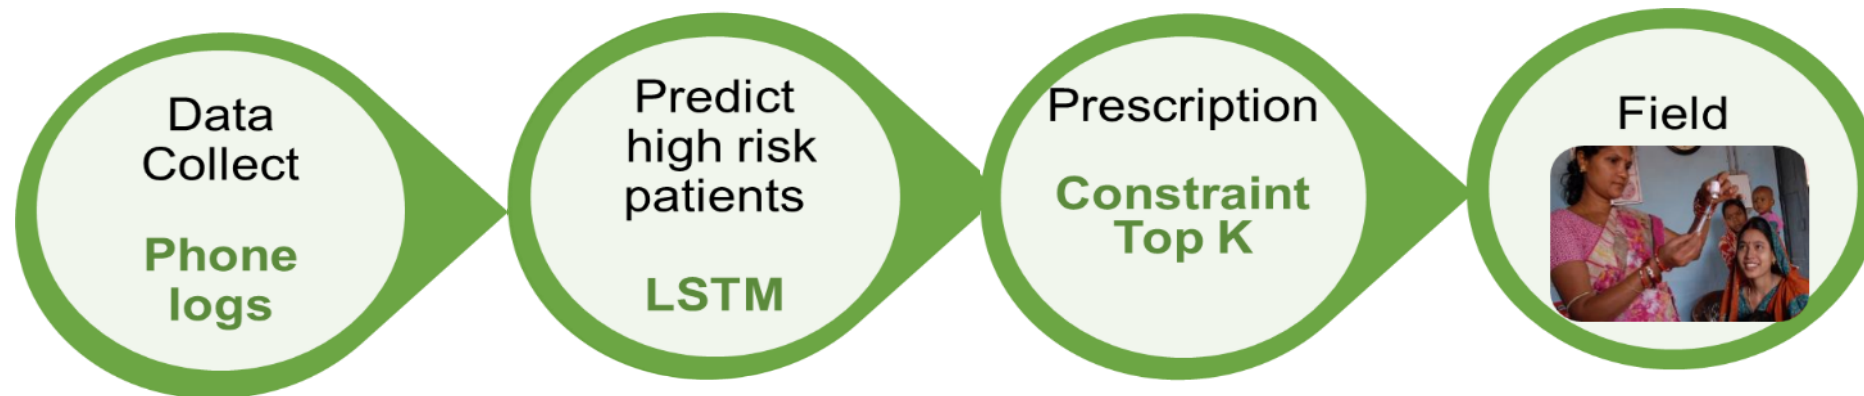 Data
Collect
Phone
logs
Predict
high risk
patients
LSTM
Prescription
Constraint
Top K
Field